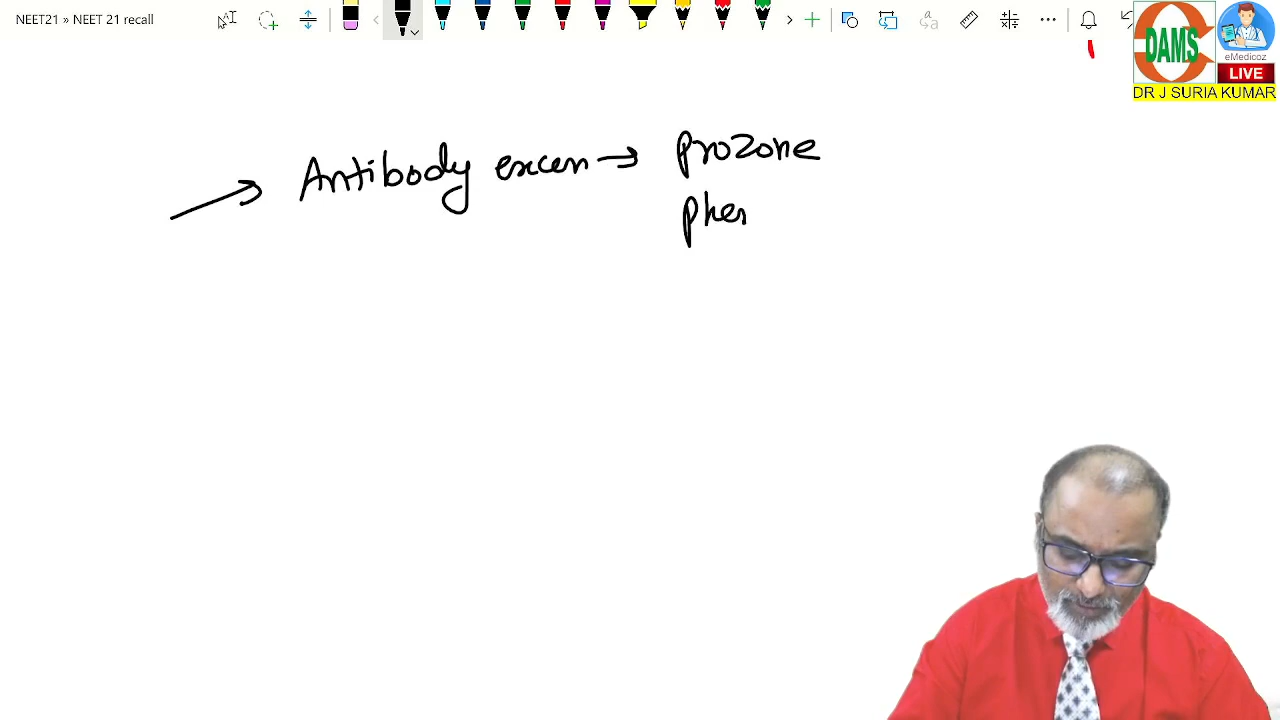 NEET21 » NEET 21 recall
DAMS
eMedicoz
LIVE
DR J SURIA KUMAR
Antibody excess → prozone
phen